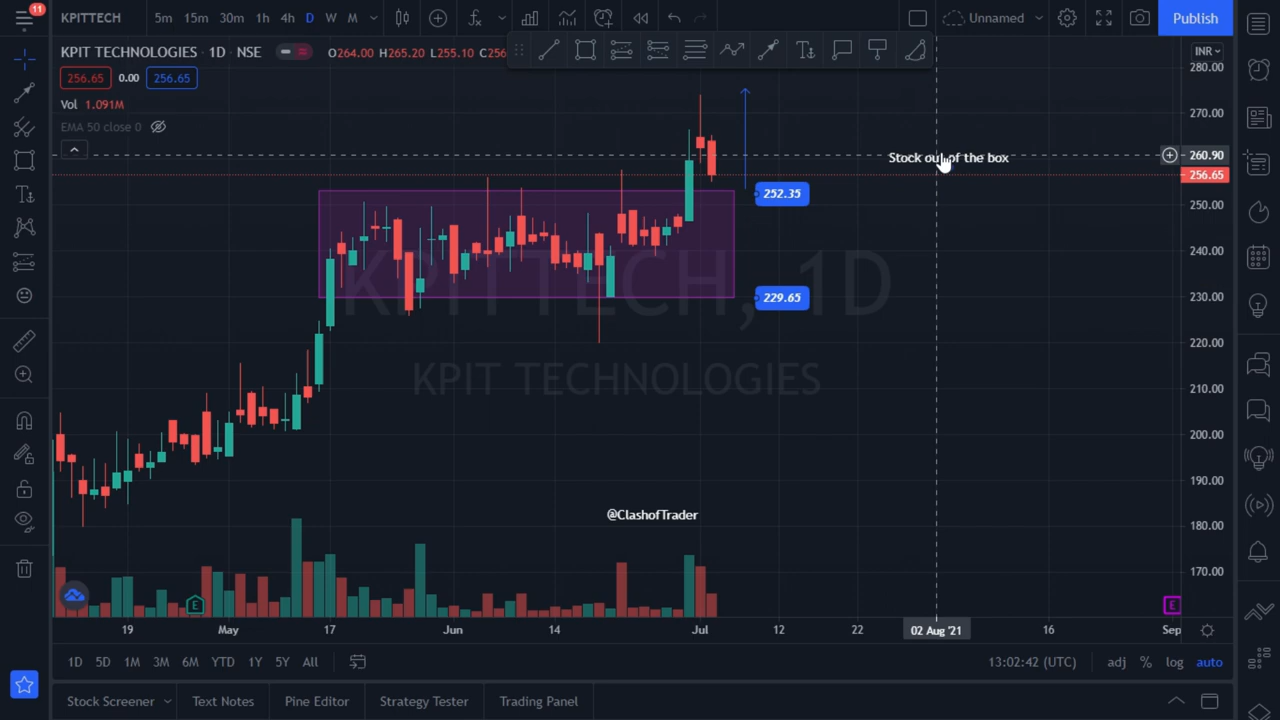 11
KPITTECH 5m 15m 30m 1h 4h D W M Unnamed Publish
KPIT TECHNOLOGIES · 1D · NSE O264.00 H265.20 L255.10 C256
INR
256.65 0.00 256.65
280.00
Vol 1.091M
270.00
EMA 50 close 0
Stock out of the box
260.90
256.65
252.35
250.00
240.00
KPITTECH, 1D
229.65
230.00
220.00
KPIT TECHNOLOGIES
210.00
200.00
190.00
@ClashofTrader
180.00
170.00
E
E
19 May 17 Jun 14 Jul 12 22 02 Aug '21 16 Sep
1D 5D 1M 3M 6M YTD 1Y 5Y All 13:02:42 (UTC) adj % log auto
Stock Screener Text Notes Pine Editor Strategy Tester Trading Panel